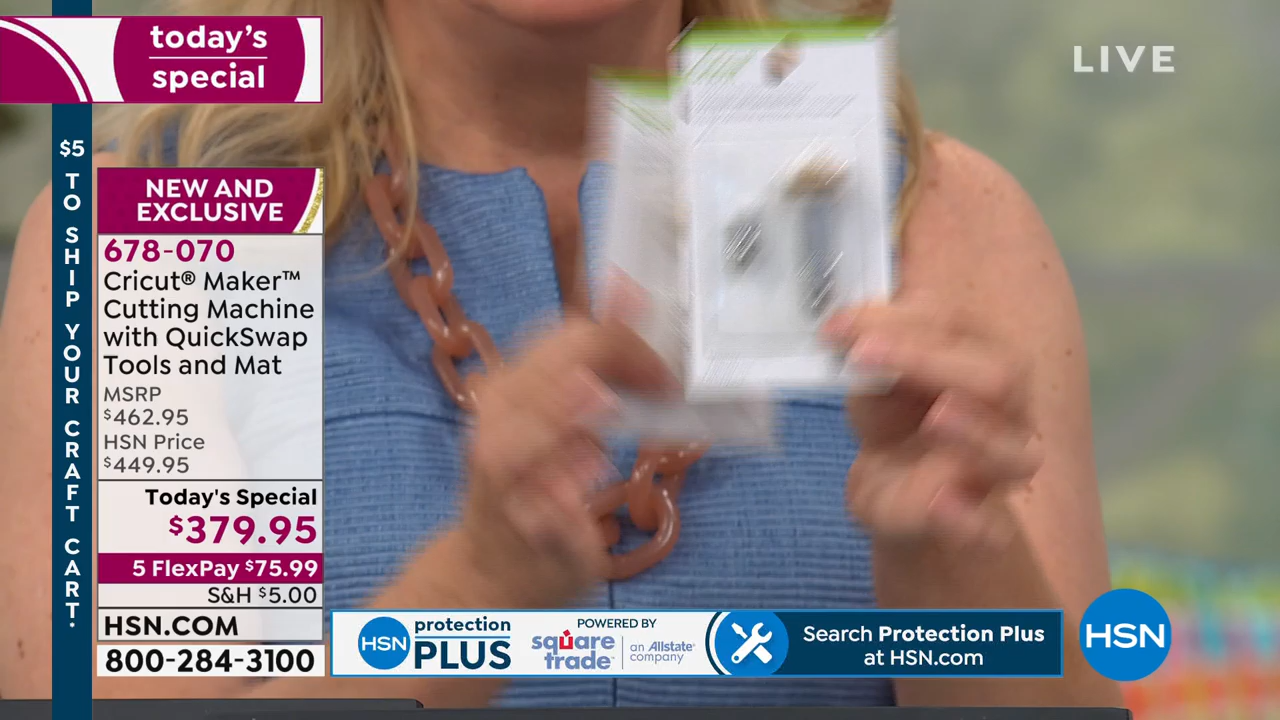 today's
special
LIVE
$5 TO SHIP YOUR CRAFT CART.*
NEW AND
EXCLUSIVE
678-070
Cricut® Maker™
Cutting Machine
with QuickSwap
Tools and Mat
MSRP
$462.95
HSN Price
$449.95
Today's Special
$379.95
5 FlexPay $75.99
S&H $5.00
HSN.COM
800-284-3100
HSN
protection
PLUS
POWERED BY
square
trade
an Allstate®
company
Search Protection Plus
at HSN.com
HSN